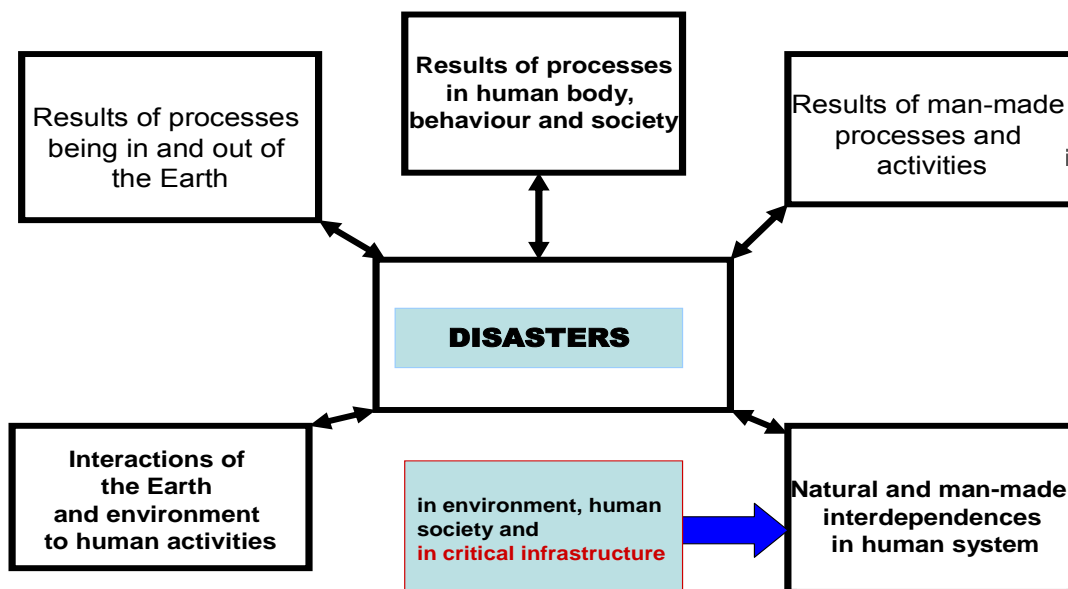 Results of processes
in human body,
behaviour and society
Results of processes
being in and out of
the Earth
Results of man-made
processes and
activities
i
DISASTERS
Interactions of
the Earth
and environment
to human activities
in environment, human
society and
in critical infrastructure
Natural and man-made
interdependences
in human system